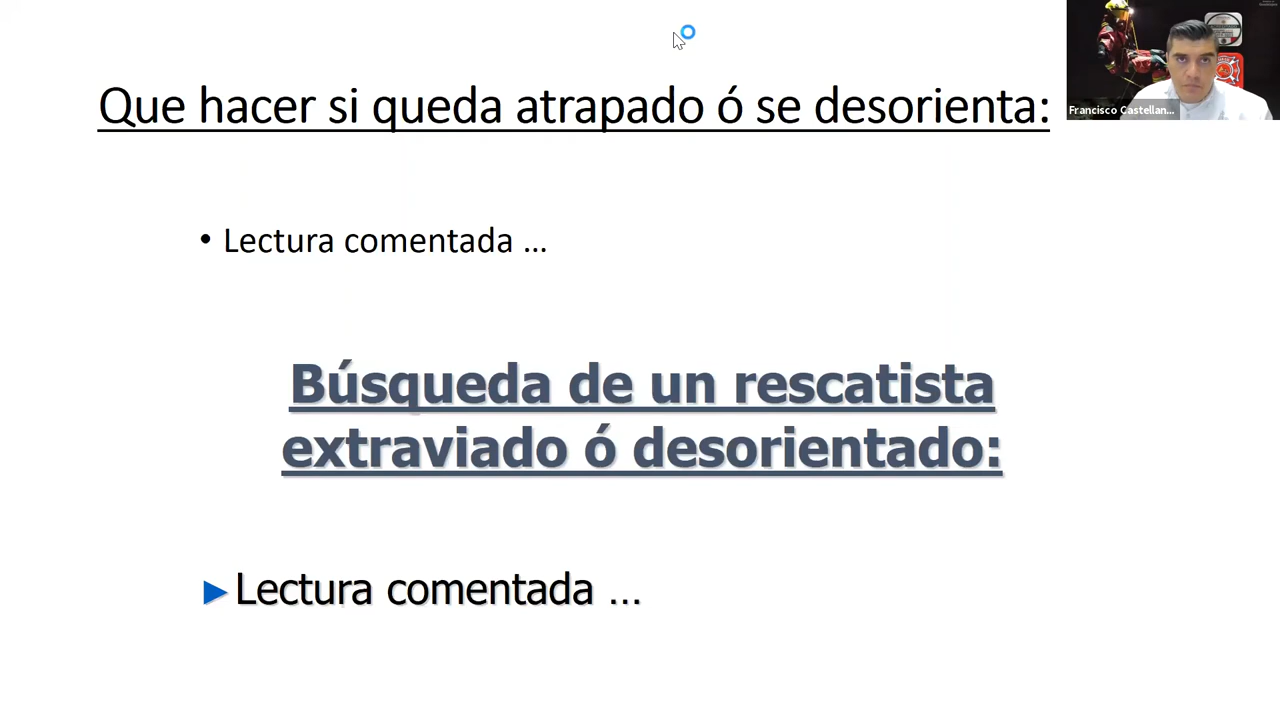 Que hacer si queda atrapado ó se desorienta:
Francisco Castellan...
• Lectura comentada ...
Búsqueda de un rescatista
extraviado ó desorientado:
►Lectura comentada ...